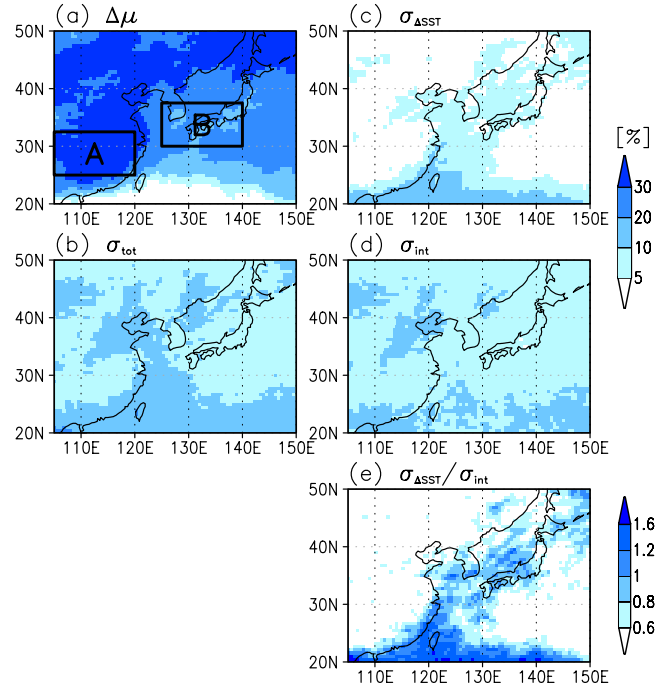 (a) Δμ
50N
40N
30N
20N
A
B
110E 120E 130E 140E 150E
(c) σΔSST
50N
40N
30N
20N
110E 120E 130E 140E 150E
[%]
30
20
10
5
(b) σtot
50N
40N
30N
20N
110E 120E 130E 140E 150E
(d) σint
50N
40N
30N
20N
110E 120E 130E 140E 150E
(e) σΔSST/σint
50N
40N
30N
20N
110E 120E 130E 140E 150E
1.6
1.2
1
0.8
0.6